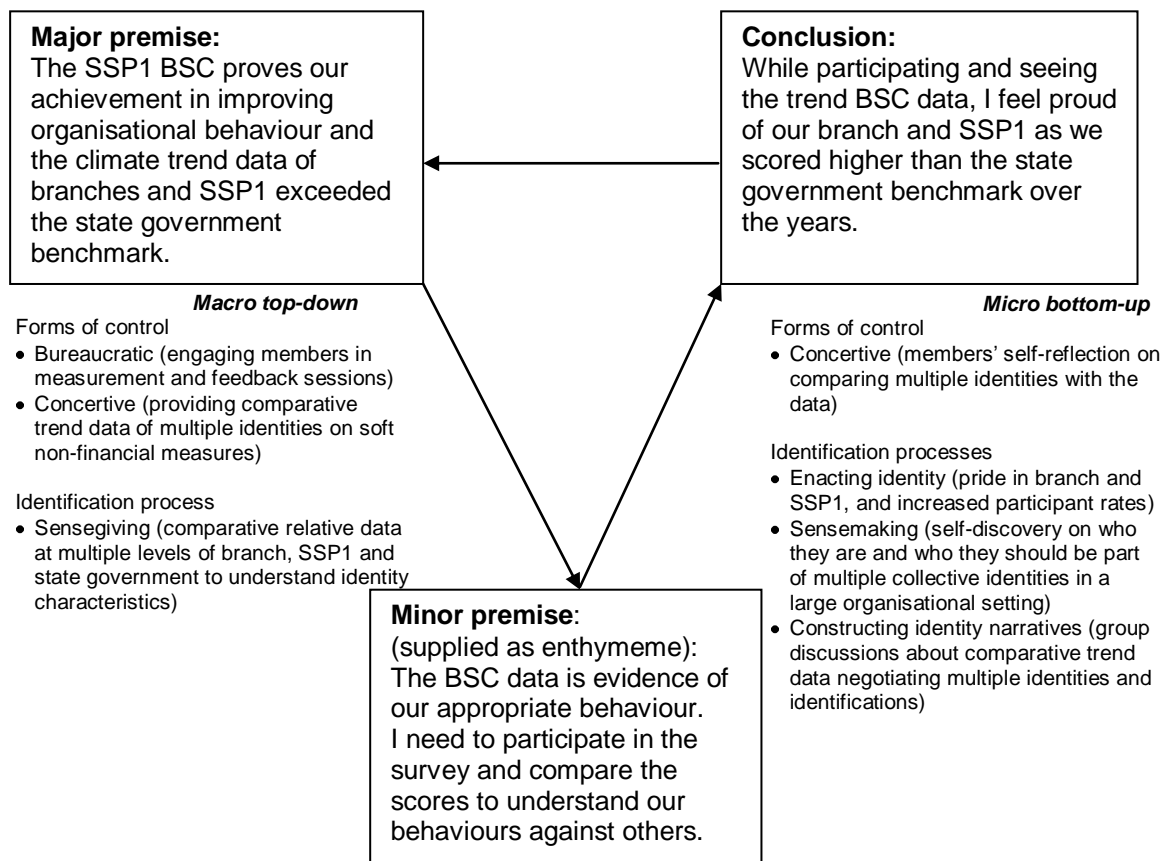 Major premise:
The SSP1 BSC proves our
achievement in improving
organisational behaviour and
the climate trend data of
branches and SSP1 exceeded
the state government
benchmark.
Conclusion:
While participating and seeing
the trend BSC data, I feel proud
of our branch and SSP1 as we
scored higher than the state
government benchmark over
the years.
Macro top-down
Forms of control
• Bureaucratic (engaging members in
measurement and feedback sessions)
• Concertive (providing comparative
trend data of multiple identities on soft
non-financial measures)
Identification process
• Sensegiving (comparative relative data
at multiple levels of branch, SSP1 and
state government to understand identity
characteristics)
Micro bottom-up
Forms of control
• Concertive (members’ self-reflection on
comparing multiple identities with the
data)
Identification processes
• Enacting identity (pride in branch and
SSP1, and increased participant rates)
• Sensemaking (self-discovery on who
they are and who they should be part
of multiple collective identities in a
large organisational setting)
• Constructing identity narratives (group
discussions about comparative trend
data negotiating multiple identities and
identifications)
Minor premise:
(supplied as enthymeme):
The BSC data is evidence of
our appropriate behaviour.
I need to participate in the
survey and compare the
scores to understand our
behaviours against others.